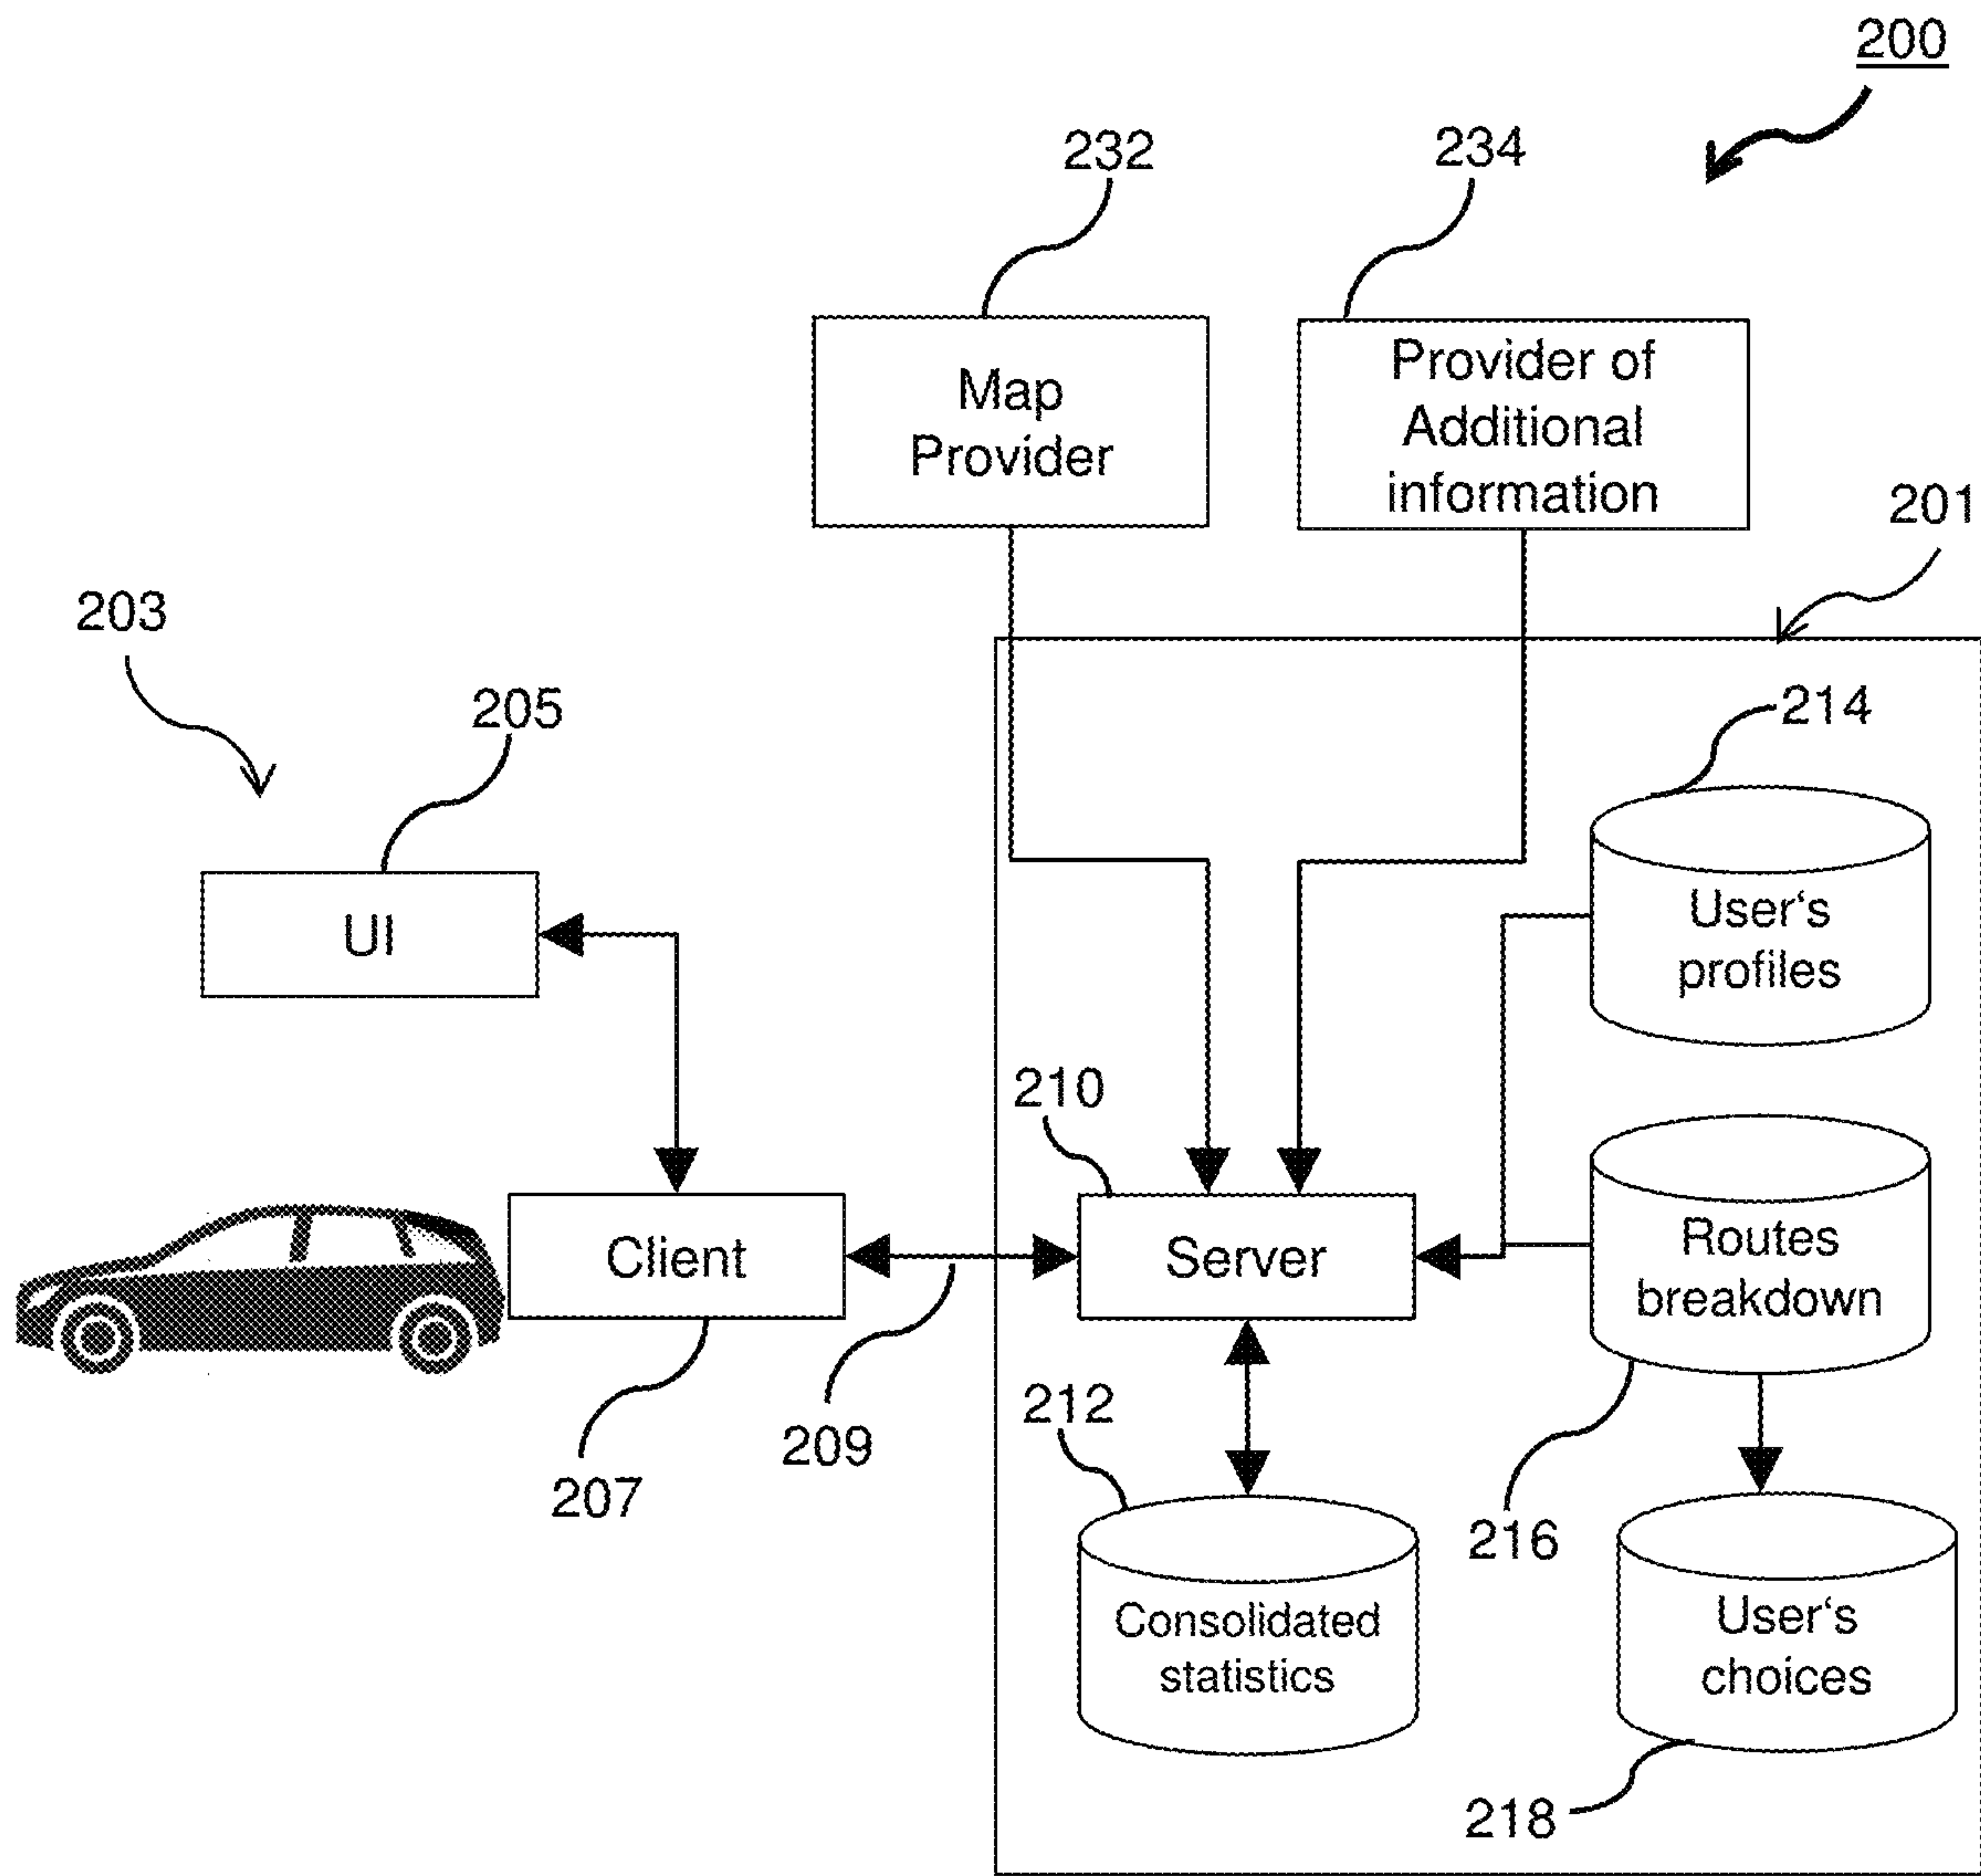 200
232
234
Map
Provider
Provider of
Additional
information
201
203
205
214
UI
User‘s
profiles
210
Client
Server
Routes
breakdown
212
209
207
216
Consolidated
statistics
User‘s
choices
218